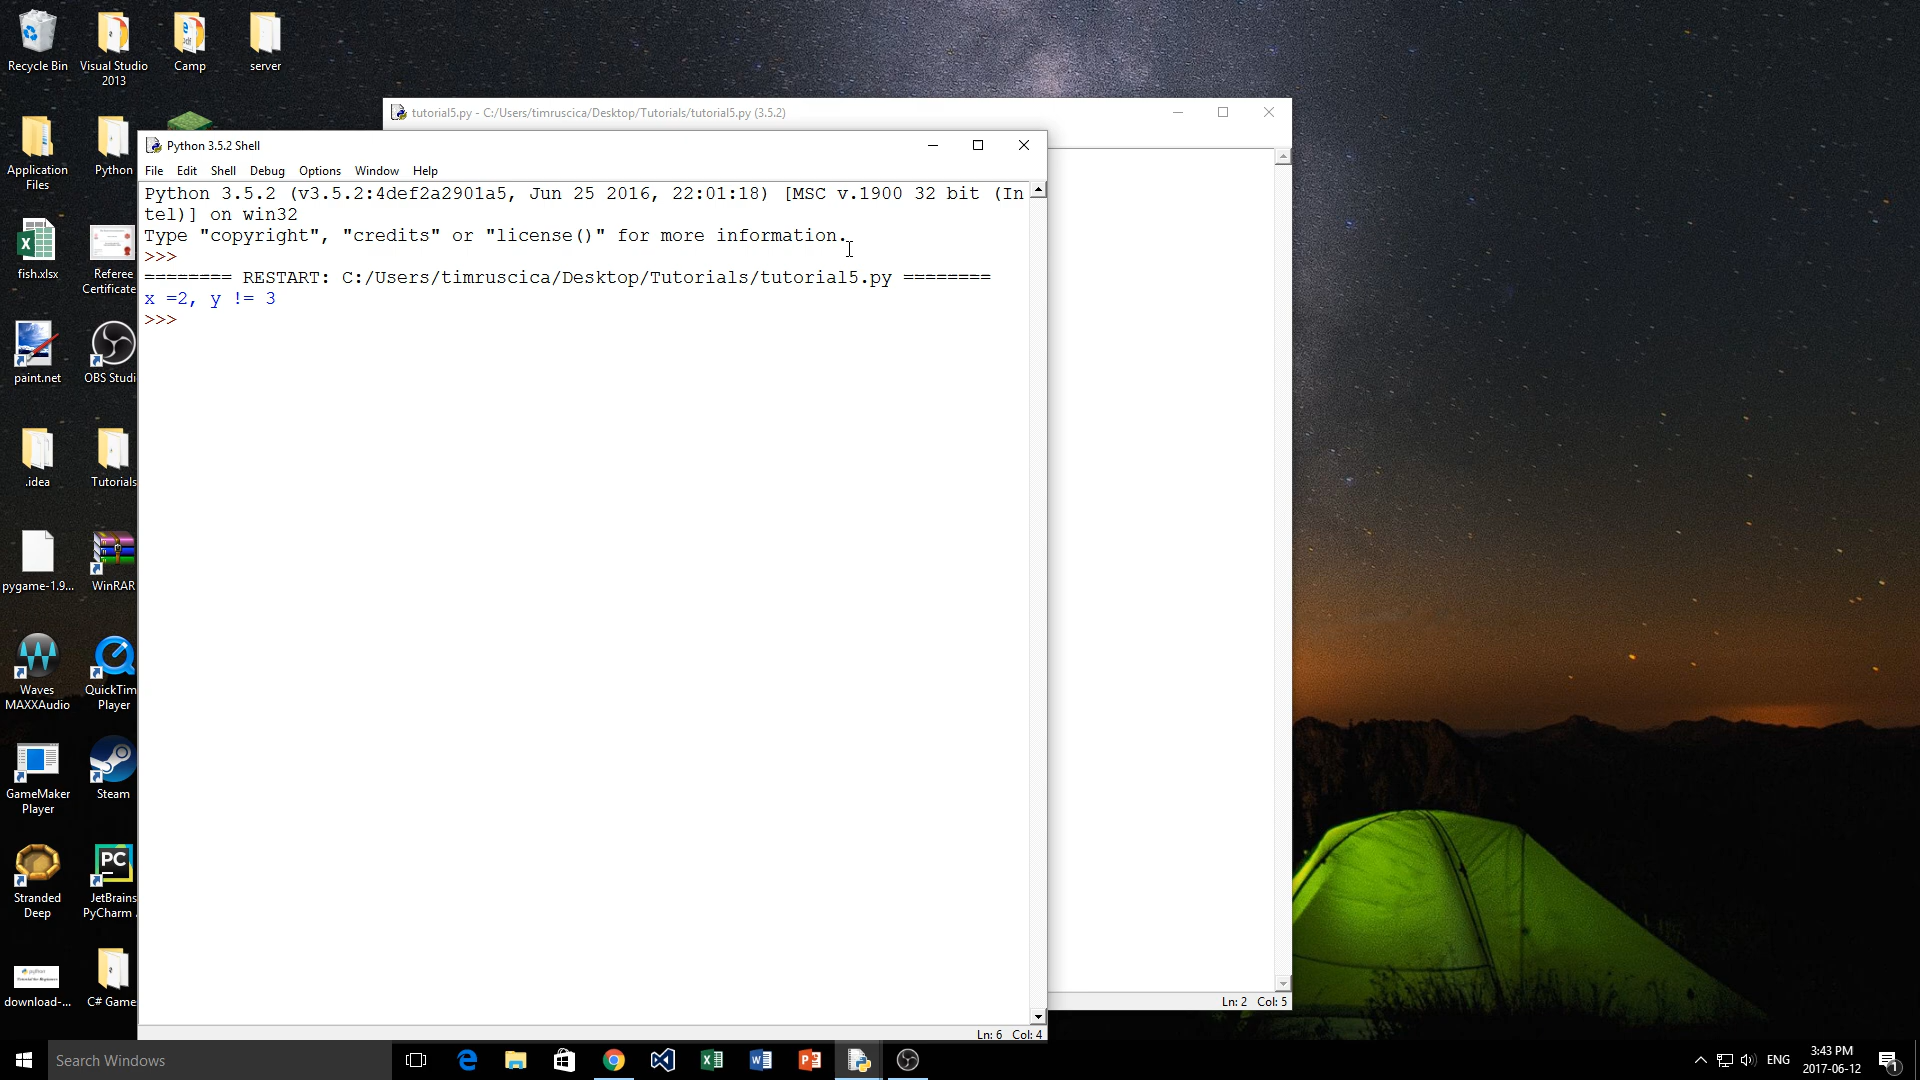 Recycle Bin
Visual Studio
2013
Camp
server
Application
Files
Python
fish.xlsx
Referee
Certificate
paint.net
OBS Studi
.idea
Tutorials
pygame-1.9...
WinRAR
Waves
MAXXAudio
QuickTim
Player
GameMaker
Player
Steam
Stranded
Deep
JetBrains
PyCharm
download-...
C# Game
tutorial5.py - C:/Users/timruscica/Desktop/Tutorials/tutorial5.py (3.5.2)
Ln: 2 Col: 5
Python 3.5.2 Shell
File Edit Shell Debug Options Window Help
Python 3.5.2 (v3.5.2:4def2a2901a5, Jun 25 2016, 22:01:18) [MSC v.1900 32 bit (In
tel)] on win32
Type "copyright", "credits" or "license()" for more information.
>>>
======== RESTART: C:/Users/timruscica/Desktop/Tutorials/tutorial5.py ========
x =2, y != 3
>>>
Ln: 6 Col: 4
Search Windows
ENG
3:43 PM
2017-06-12
1